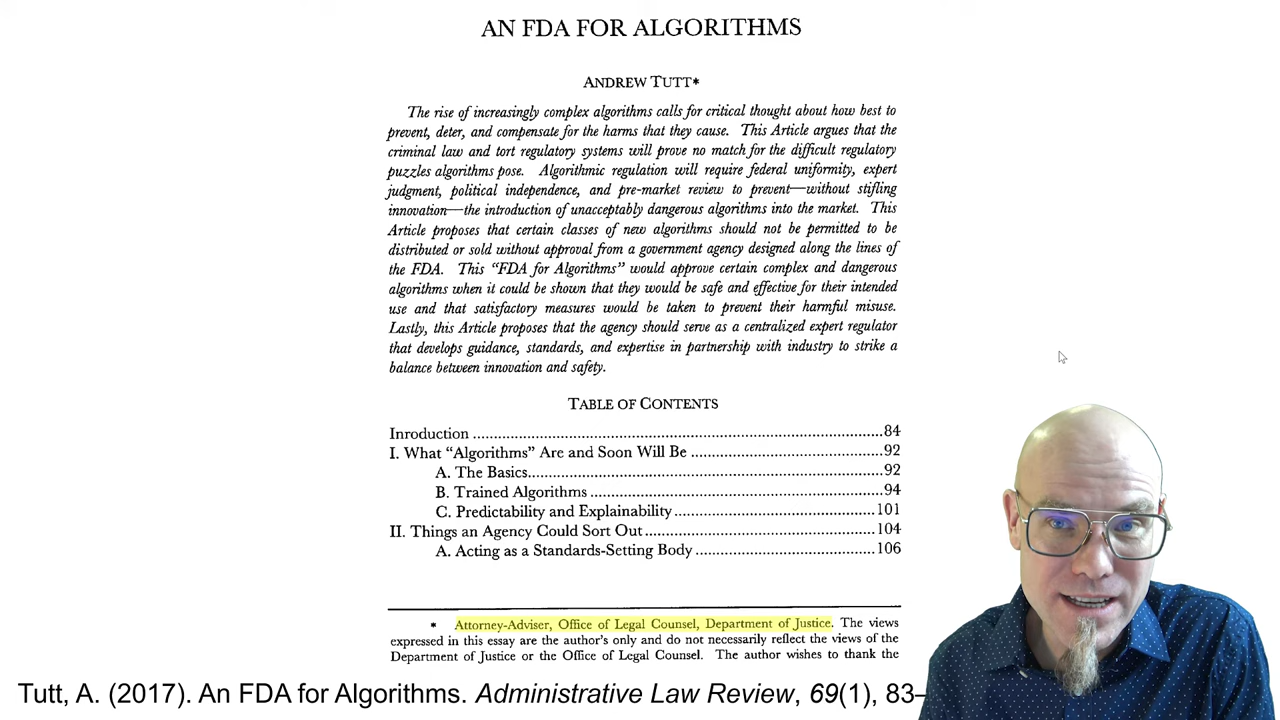 AN FDA FOR ALGORITHMS
ANDREW TUTT*
The rise of increasingly complex algorithms calls for critical thought about how best to
prevent, deter, and compensate for the harms that they cause. This Article argues that the
criminal law and tort regulatory systems will prove no match for the difficult regulatory
puzzles algorithms pose. Algorithmic regulation will require federal uniformity, expert
judgment, political independence, and pre-market review to prevent—without stifling
innovation—the introduction of unacceptably dangerous algorithms into the market. This
Article proposes that certain classes of new algorithms should not be permitted to be
distributed or sold without approval from a government agency designed along the lines of
the FDA. This “FDA for Algorithms” would approve certain complex and dangerous
algorithms when it could be shown that they would be safe and effective for their intended
use and that satisfactory measures would be taken to prevent their harmful misuse.
Lastly, this Article proposes that the agency should serve as a centralized expert regulator
that develops guidance, standards, and expertise in partnership with industry to strike a
balance between innovation and safety.
TABLE OF CONTENTS
Inroduction ....................................................................................84
I. What “Algorithms” Are and Soon Will Be ........................................92
A. The Basics..............................................................................92
B. Trained Algorithms ................................................................94
C. Predictability and Explainability..............................................101
II. Things an Agency Could Sort Out..................................................104
A. Acting as a Standards-Setting Body ........................................106
* Attorney-Adviser, Office of Legal Counsel, Department of Justice. The views
expressed in this essay are the author’s only and do not necessarily reflect the views of the
Department of Justice or the Office of Legal Counsel. The author wishes to thank the
Tutt, A. (2017). An FDA for Algorithms. Administrative Law Review, 69(1), 83–